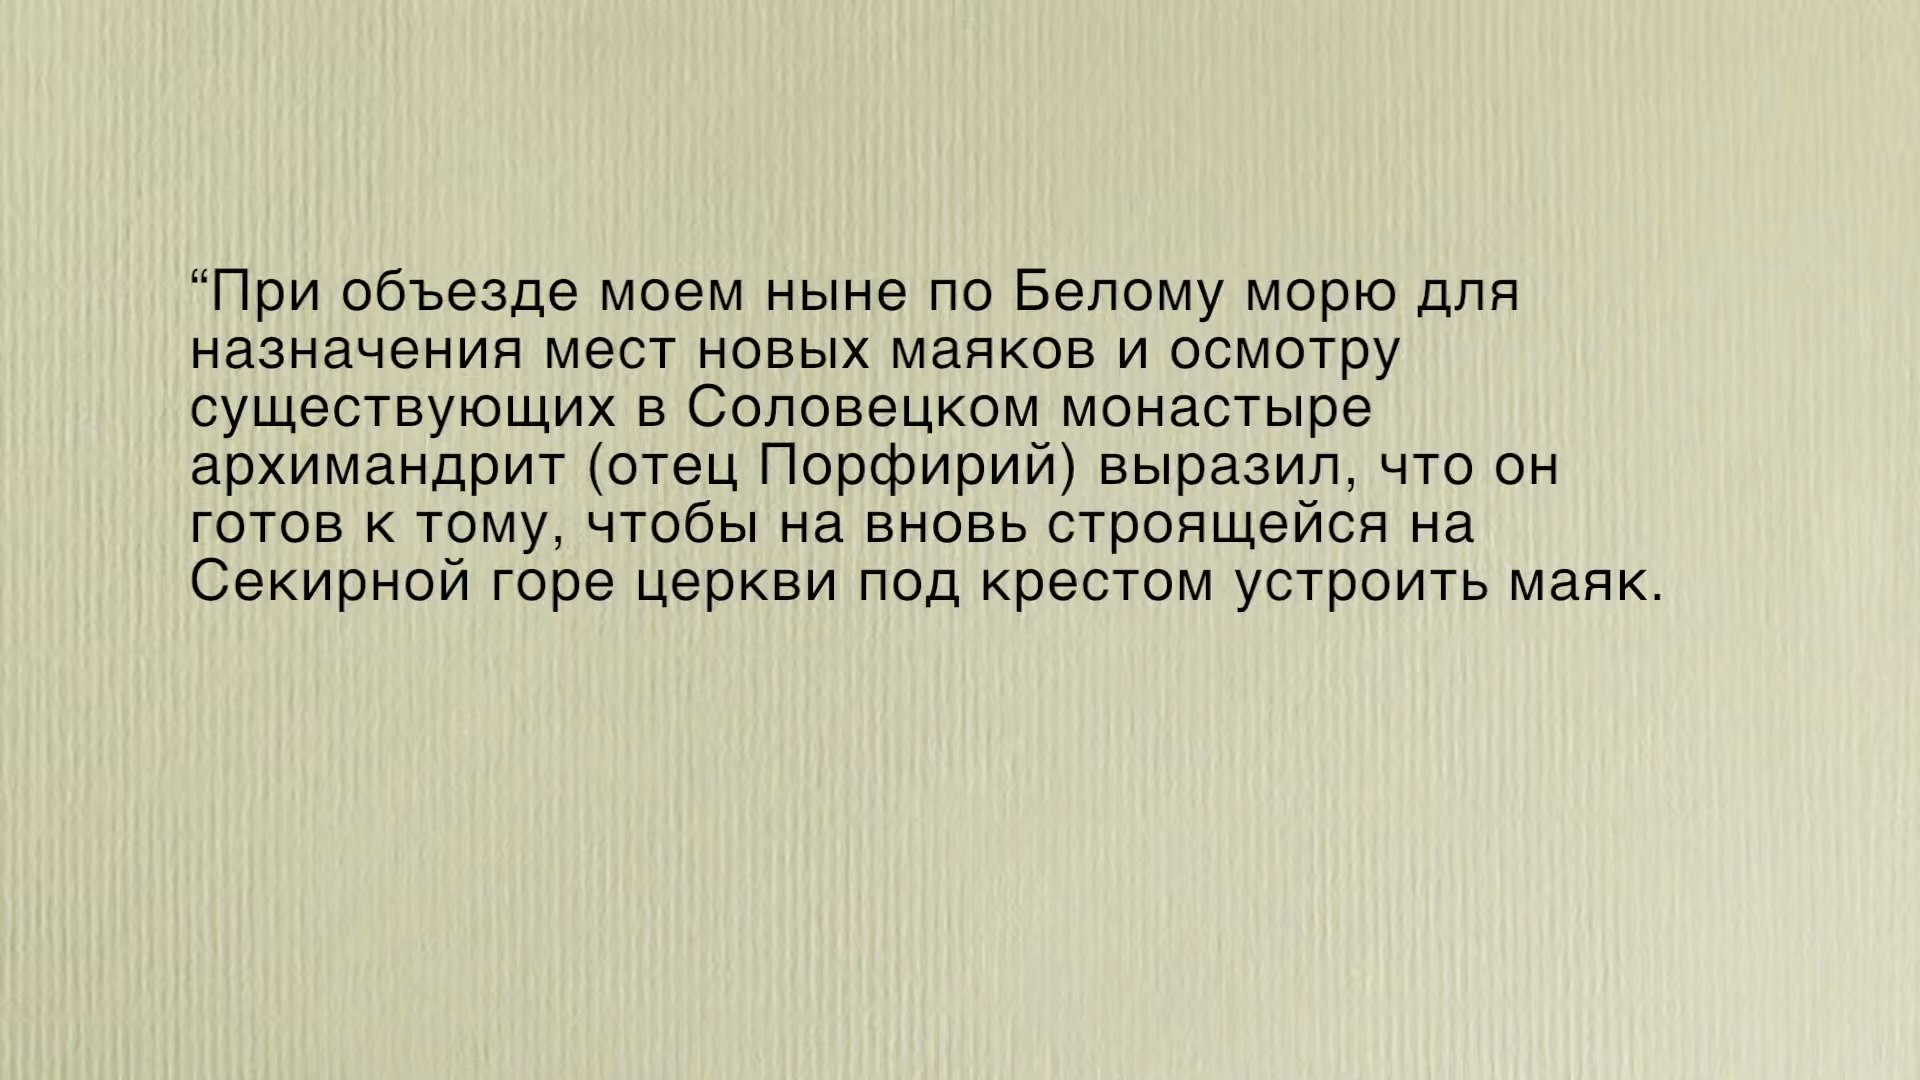 “При объезде моем ныне по Белому морю для
назначения мест новых маяков и осмотру
существующих в Соловецком монастыре
архимандрит (отец Порфирий) выразил, что он
готов к тому, чтобы на вновь строящейся на
Секирной горе церкви под крестом устроить маяк.